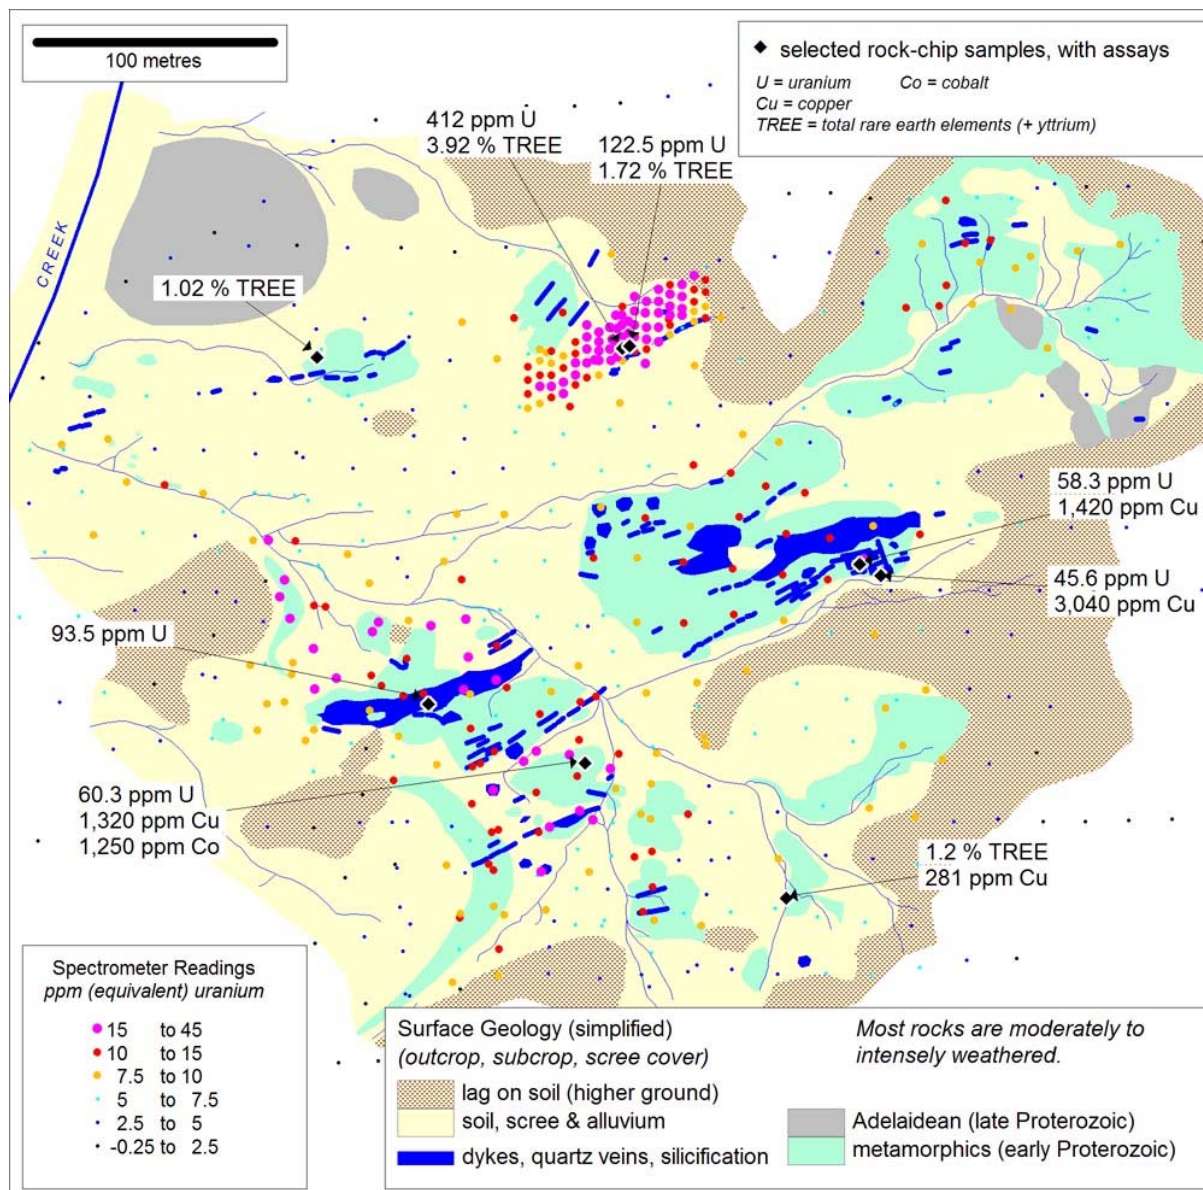 100 metres
selected rock-chip samples, with assays
U = uranium Co = cobalt
Cu = copper
TREE = total rare earth elements (+ yttrium)
412 ppm U
3.92 % TREE
122.5 ppm U
1.72 % TREE
CREEK
1.02 % TREE
58.3 ppm U
1,420 ppm Cu
45.6 ppm U
3,040 ppm Cu
93.5 ppm U
60.3 ppm U
1,320 ppm Cu
1,250 ppm Co
1.2 % TREE
281 ppm Cu
Spectrometer Readings
ppm (equivalent) uranium
15 to 45
10 to 15
7.5 to 10
5 to 7.5
2.5 to 5
-0.25 to 2.5
Surface Geology (simplified)
(outcrop, subcrop, scree cover)
lag on soil (higher ground)
soil, scree & alluvium
dykes, quartz veins, silicification
Most rocks are moderately to
intensely weathered.
Adelaidean (late Proterozoic)
metamorphics (early Proterozoic)